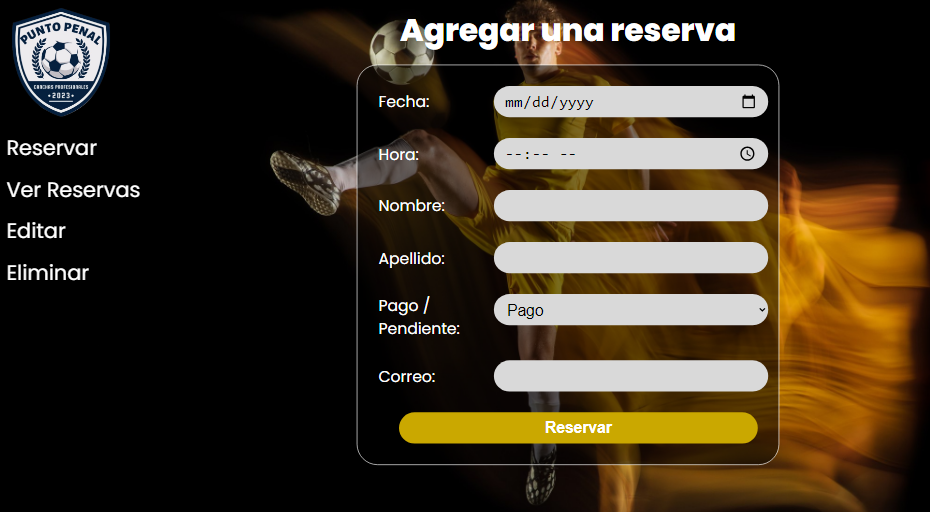 PUNTO PENAL
CANCHAS PROFESIONALES
•2023•
Reservar
Ver Reservas
Editar
Eliminar
Agregar una reserva
Fecha:
mm/dd/yyyy
Hora:
--:-- --
Nombre:
Apellido:
Pago /
Pendiente:
Pago
Correo:
Reservar